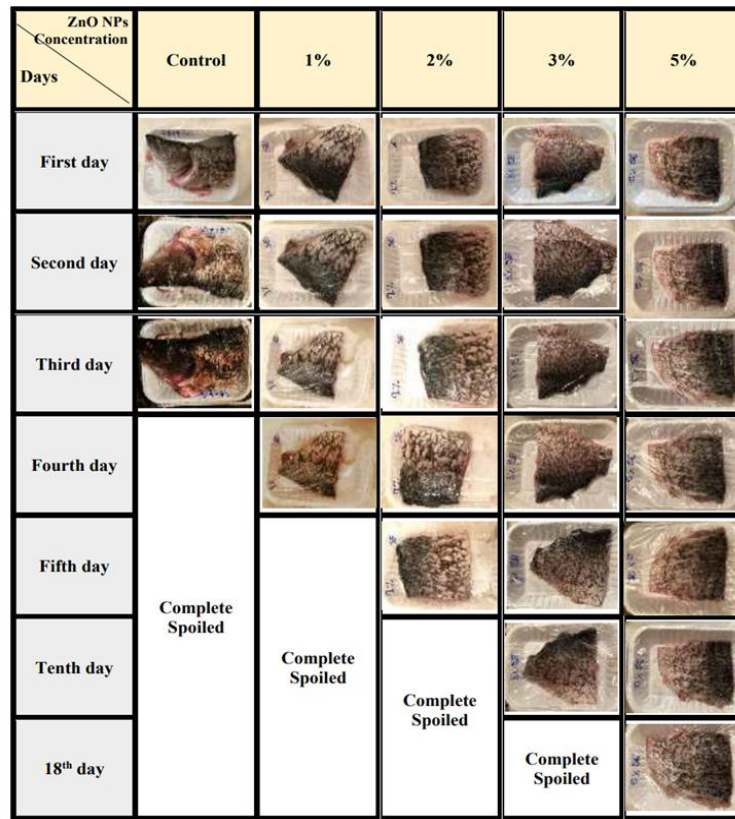 ZnO NPs
Concentration
Days
Control
1%
2%
3%
5%
First day
Second day
Third day
Fourth day
Fifth day
Tenth day
18th day
Complete
Spoiled
Complete
Spoiled
Complete
Spoiled
Complete
Spoiled